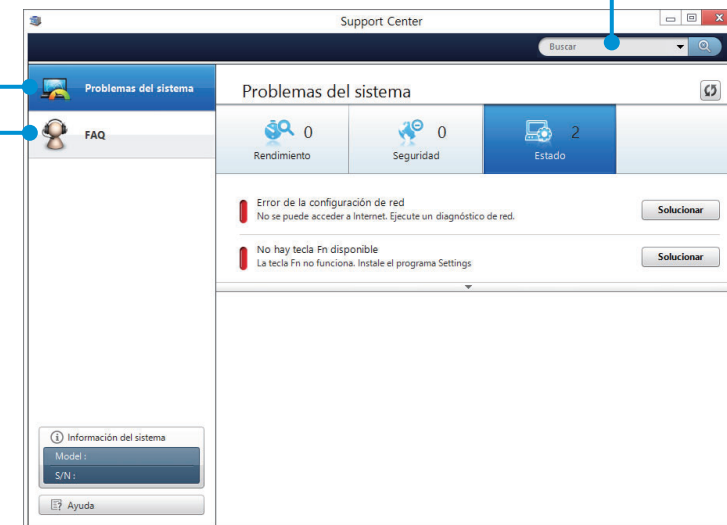 Support Center
Buscar
Problemas del sistema
FAQ
Problemas del sistema
0
Rendimiento
0
Seguridad
2
Estado
Error de la configuración de red
No se puede acceder a Internet. Ejecute un diagnóstico de red.
Solucionar
No hay tecla Fn disponible
La tecla Fn no funciona. Instale el programa Settings
Solucionar
Información del sistema
Model :
S/N :
Ayuda